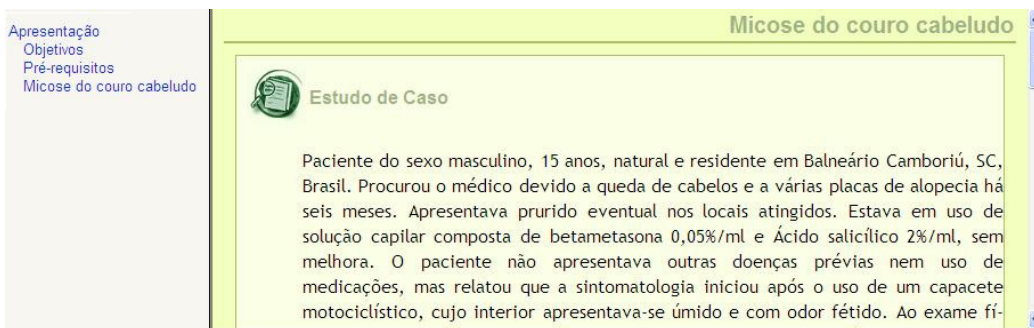 Apresentação
Objetivos
Pré-requisitos
Micose do couro cabeludo
Micose do couro cabeludo
Estudo de Caso
Paciente do sexo masculino, 15 anos, natural e residente em Balneário Camboriú, SC,
Brasil. Procurou o médico devido a queda de cabelos e a várias placas de alopecia há
seis meses. Apresentava prurido eventual nos locais atingidos. Estava em uso de
solução capilar composta de betametasona 0,05%/ml e Ácido salicílico 2%/ml, sem
melhora. O paciente não apresentava outras doenças prévias nem uso de
medicações, mas relatou que a sintomatologia iniciou após o uso de um capacete
motociclístico, cujo interior apresentava-se úmido e com odor fétido. Ao exame fí-